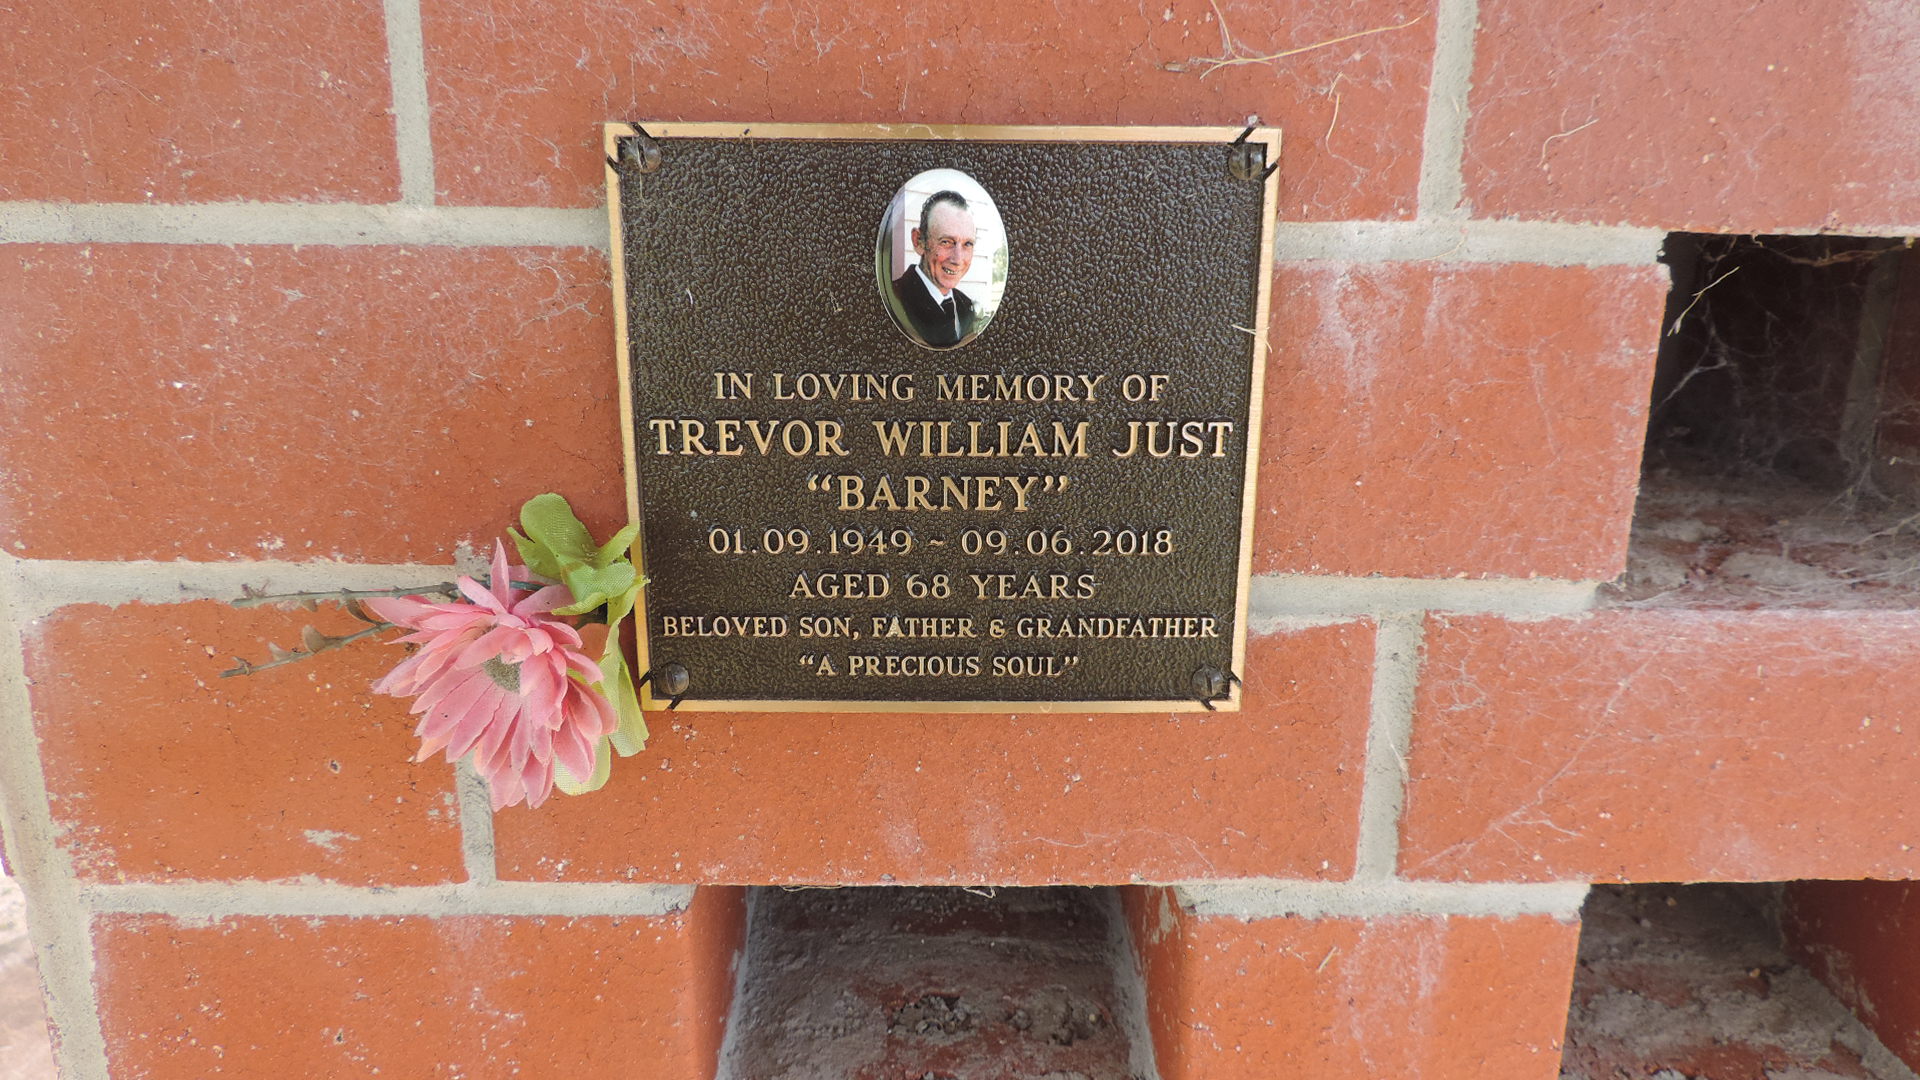 IN LOVING MEMORY OF
TREVOR WILLIAM JUST
“BARNEY”
01.09.1949 ~ 09.06.2018
AGED 68 YEARS
BELOVED SON, FATHER & GRANDFATHER
“A PRECIOUS SOUL”